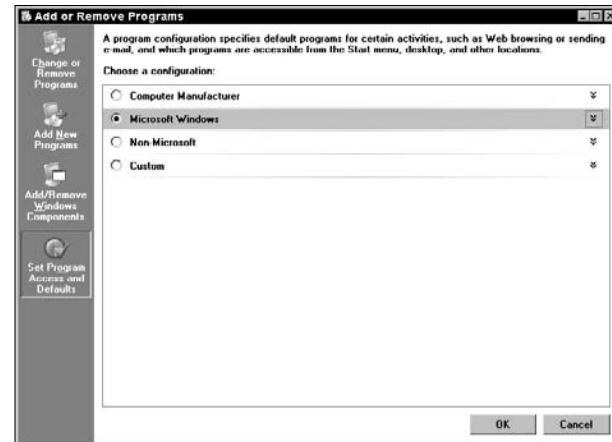 Add or Remove Programs
Change or
Remove
Programs
Add New
Programs
Add/Remove
Windows
Components
Set Program
Access and
Defaults
A program configuration specifies default programs for certain activities, such as Web browsing or sending
e-mail, and which programs are accessible from the Start menu, desktop, and other locations.
Choose a configuration:
Computer Manufacturer
Microsoft Windows
Non-Microsoft
Custom
OK
Cancel